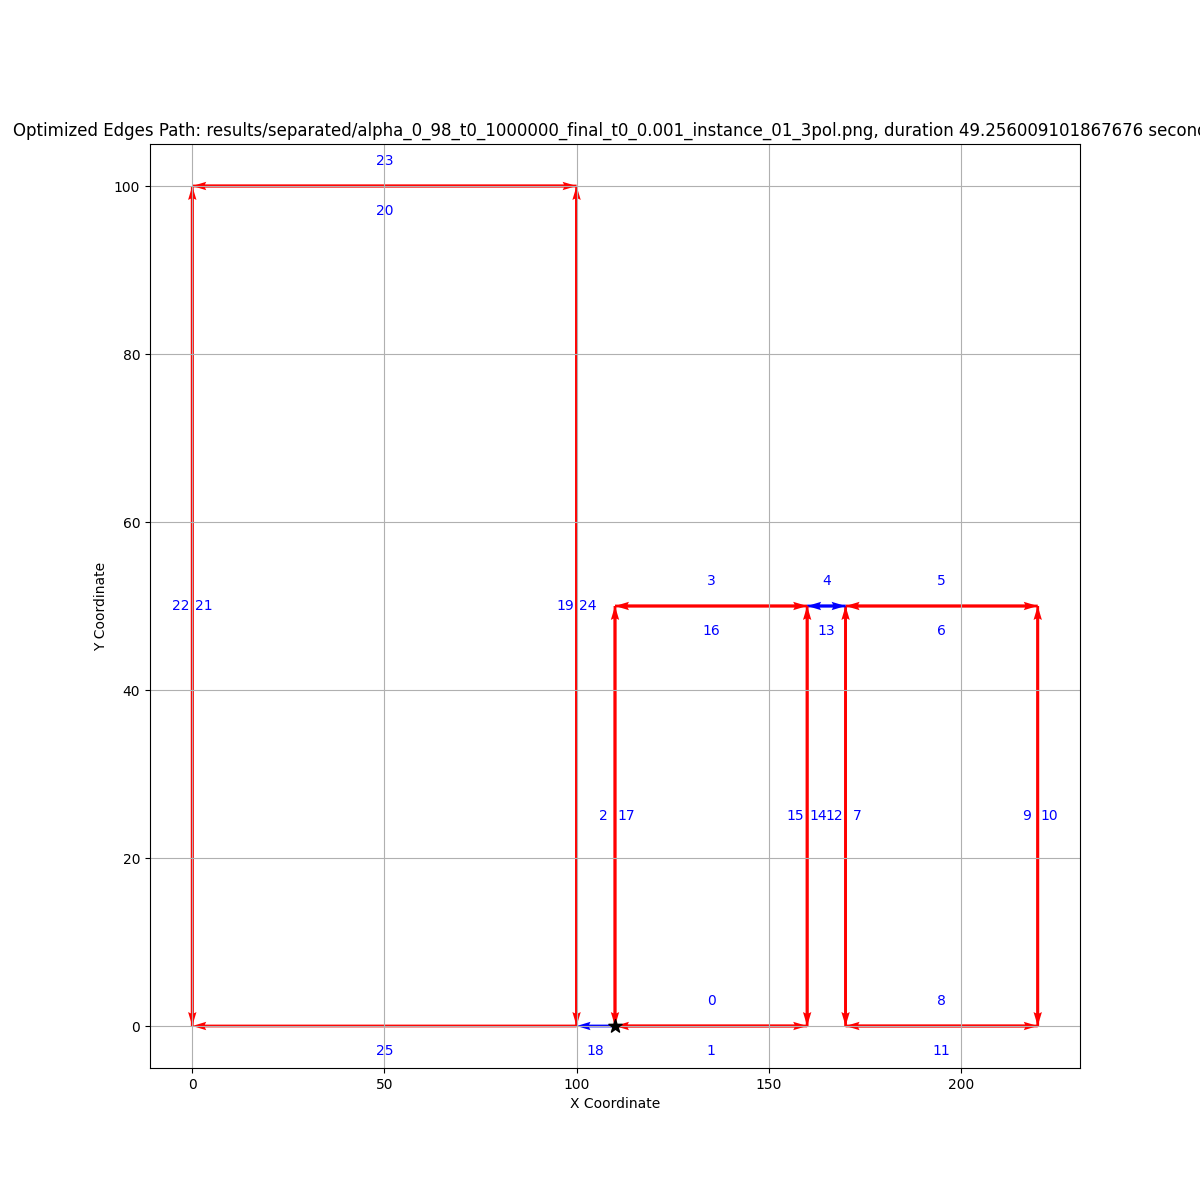 Optimized Edges Path: results/separated/alpha_0_98_t0_1000000_final_t0_0.001_instance_01_3pol.png, duration 49.256009101867676
23
100
20
80
60
3 4 5
22 21 19 24
16 13 6
Y Coordinate
40
2 17 15 14 12 7 9 10
20
0 8
0
25 18 1 11
0 50 100 150 200
X Coordinate